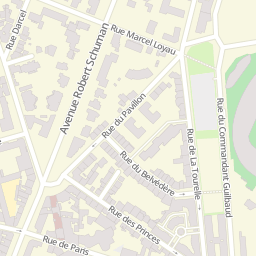 Rue Darcel
Rue Marcel Loyau
Avenue Robert Schuman
Rue du Pavillon
Rue du Belvédère
Rue de La Tourelle
Rue du Commandant Guilbaud
Rue des Princes
Rue de Paris